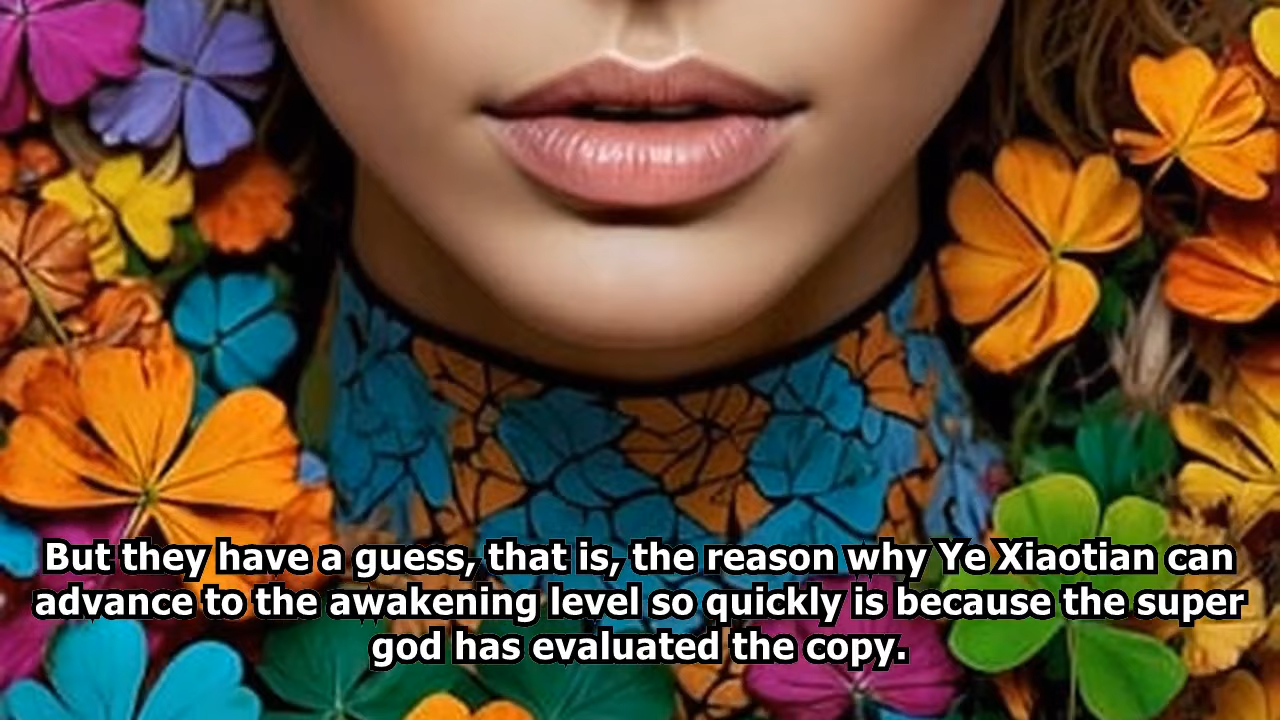 But they have a guess, that is, the reason why Ye Xiaotian can
advance to the awakening level so quickly is because the super
god has evaluated the copy.